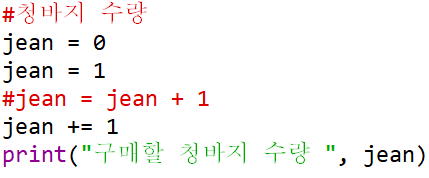 #청바지 수량
jean = 0
jean = 1
#jean = jean + 1
jean += 1
print("구매할 청바지 수량 ", jean)